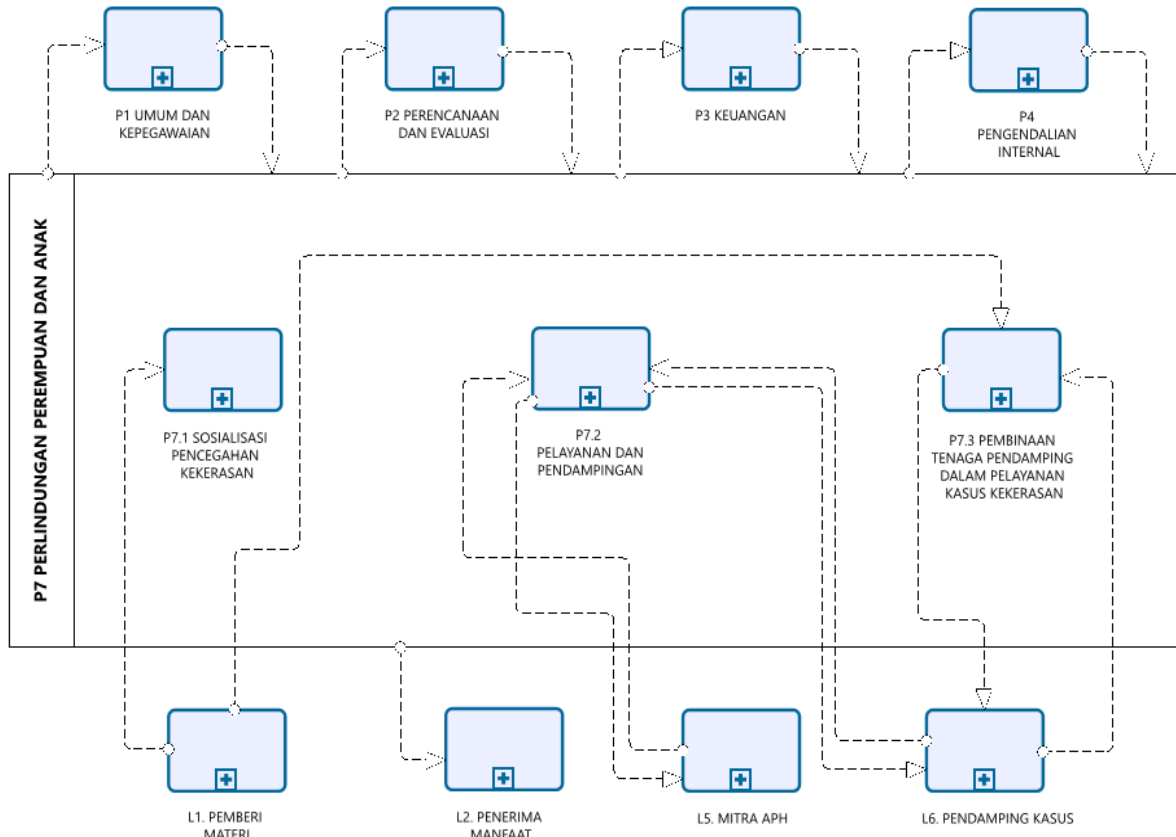 P1 UMUM DAN
KEPEGAWAIAN
P2 PERENCANAAN
DAN EVALUASI
P3 KEUANGAN
P4
PENGENDALIAN
INTERNAL
P7 PERLINDUNGAN PEREMPUAN DAN ANAK
P7.1 SOSIALISASI
PENCEGAHAN
KEKERASAN
P7.2
PELAYANAN DAN
PENDAMPINGAN
P7.3 PEMBINAAN
TENAGA PENDAMPING
DALAM PELAYANAN
KASUS KEKERASAN
L1. PEMBERI
MATERI
L2. PENERIMA
MANFAAT
L5. MITRA APH
L6. PENDAMPING KASUS